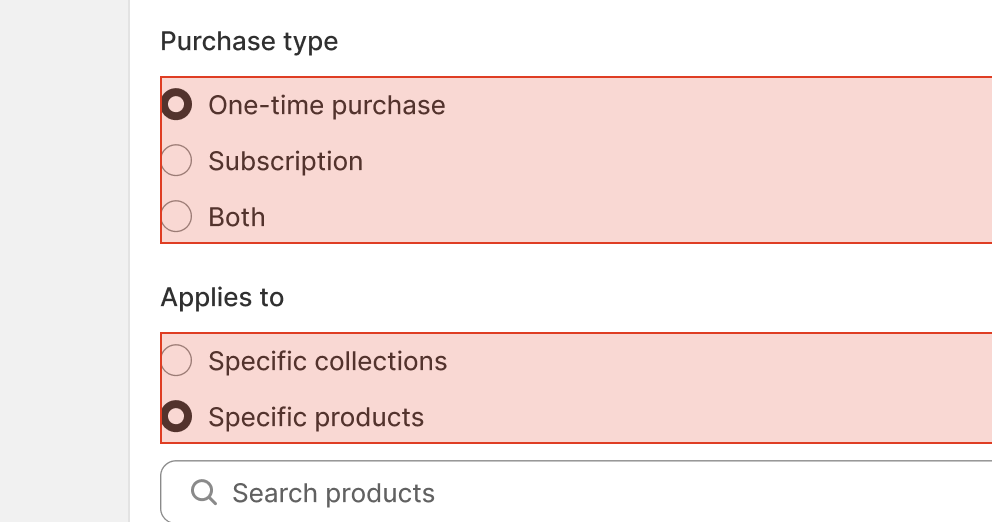 Purchase type
One-time purchase
Subscription
Both
Applies to
Specific collections
Specific products
Search products